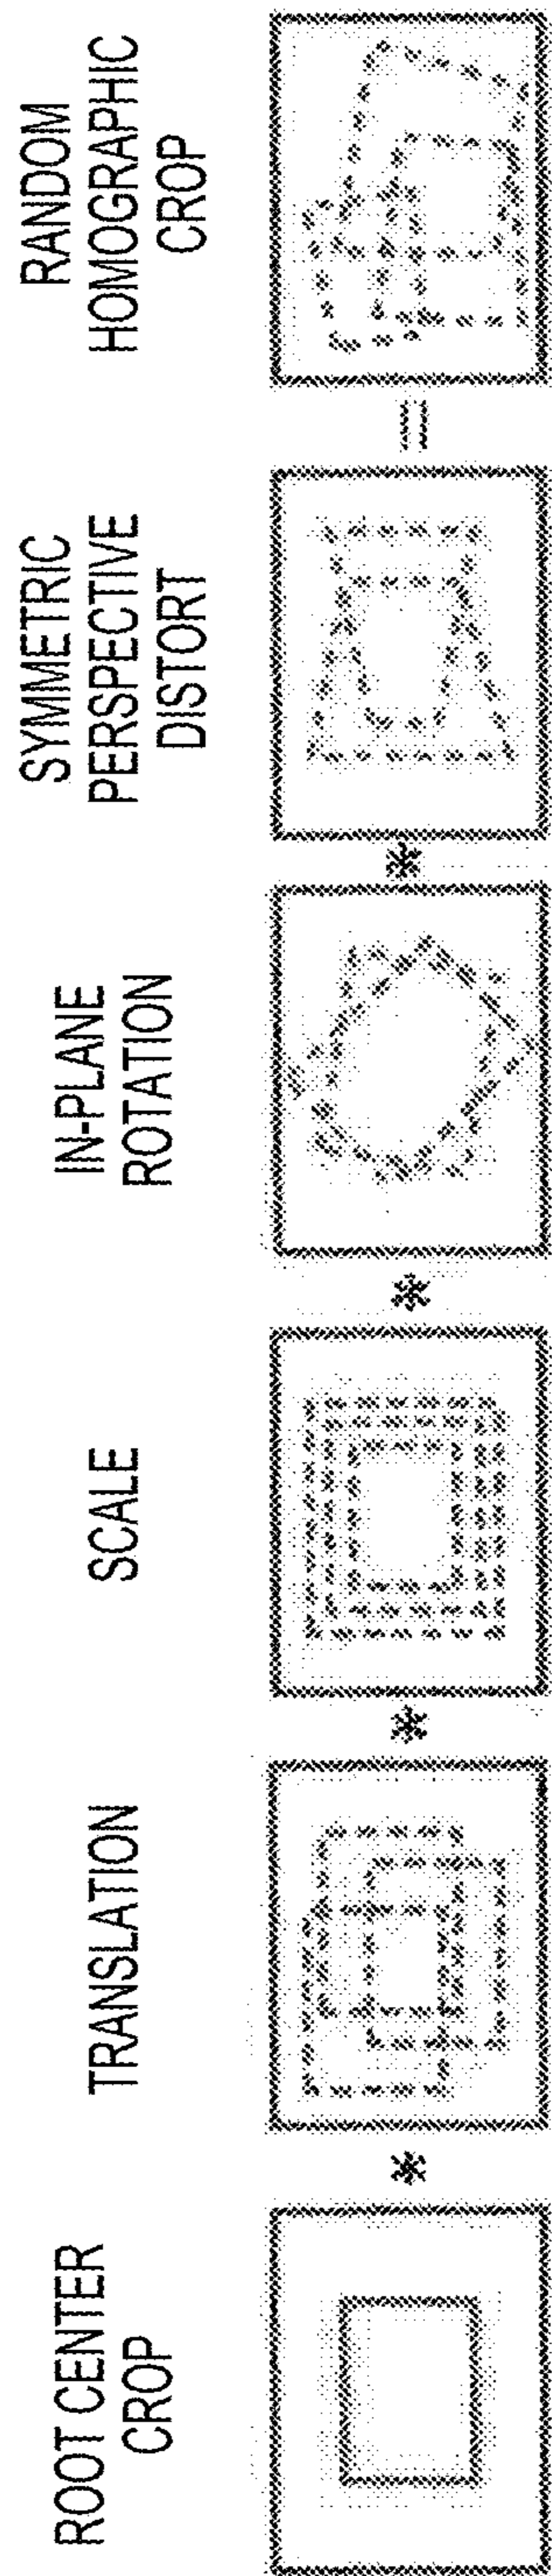 ROOT CENTER
CROP
*
TRANSLATION
*
SCALE
*
IN-PLANE
ROTATION
*
SYMMETRIC
PERSPECTIVE
DISTORT
=
RANDOM
HOMOGRAPHIC
CROP